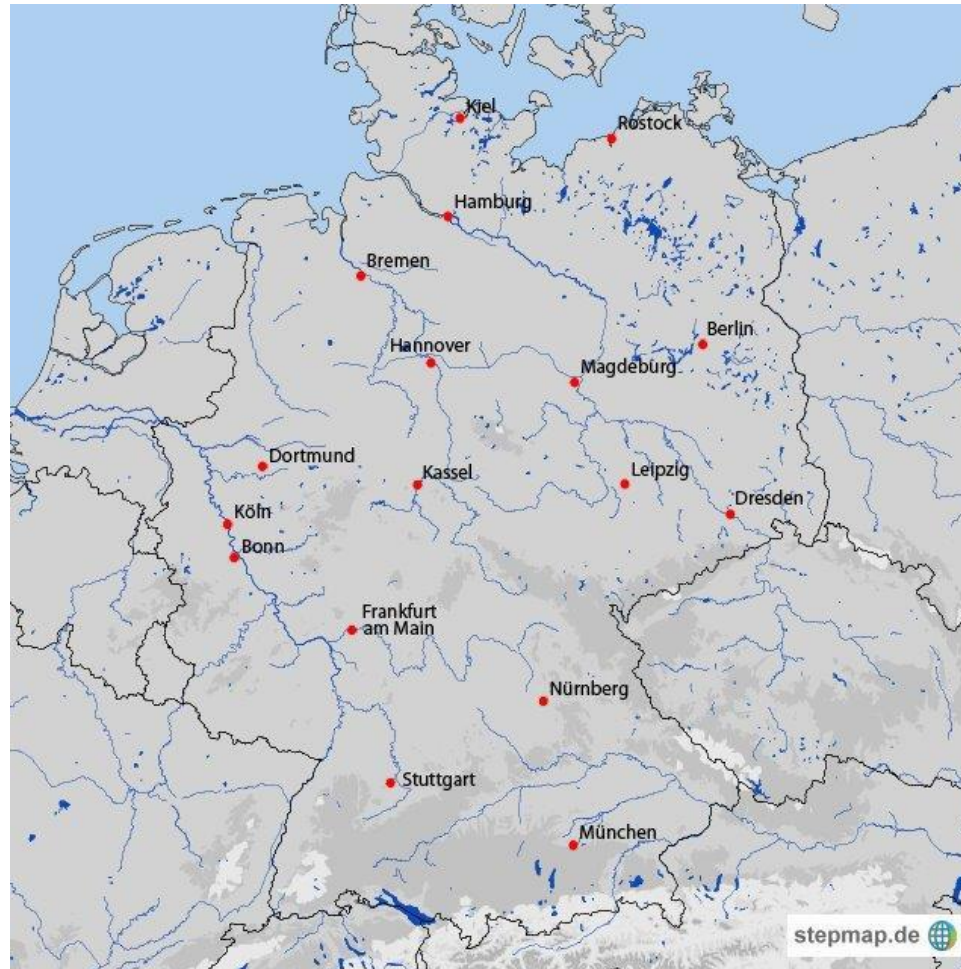 Kiel
Rostock
Hamburg
Bremen
Berlin
Hannover
Magdeburg
Dortmund
Kassel
Leipzig
Dresden
Köln
Bonn
Frankfurt
am Main
Nürnberg
Stuttgart
München
stepmap.de